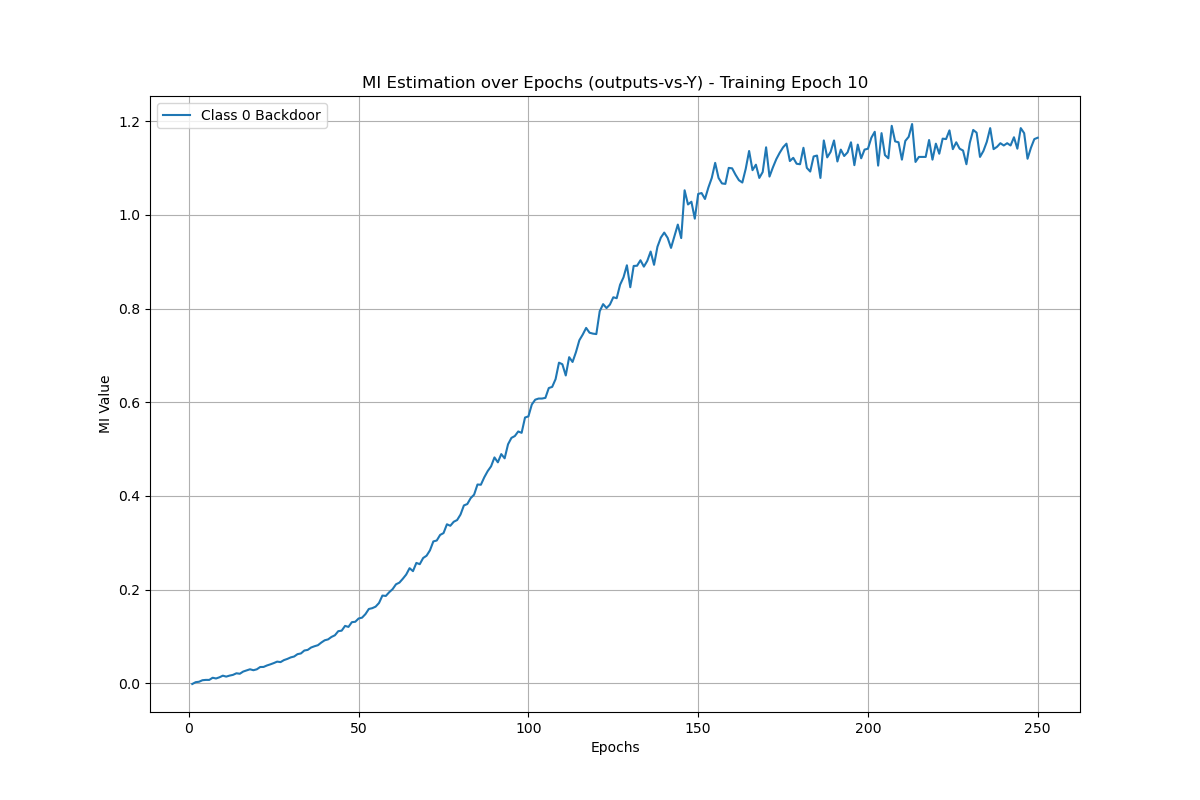 MI Estimation over Epochs (outputs-vs-Y) - Training Epoch 10
Class 0 Backdoor
1.2
1.0
0.8
0.6
0.4
0.2
0.0
MI Value
0 50 100 150 200 250
Epochs